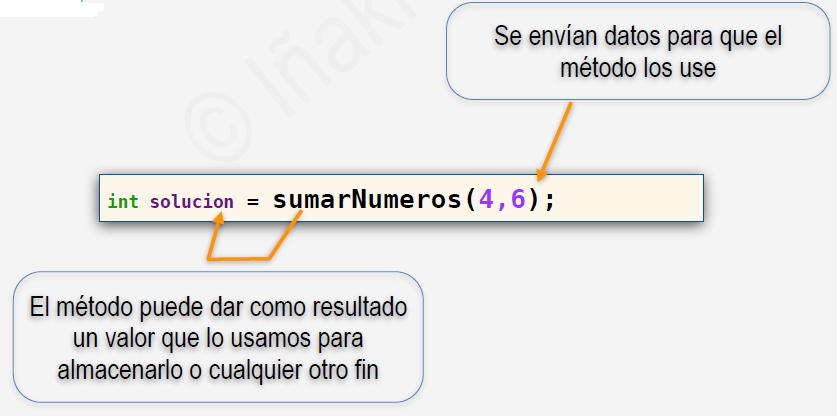 © Iñaki
Se envían datos para que el
método los use
int solucion = sumarNumeros(4,6);
El método puede dar como resultado
un valor que lo usamos para
almacenarlo o cualquier otro fin